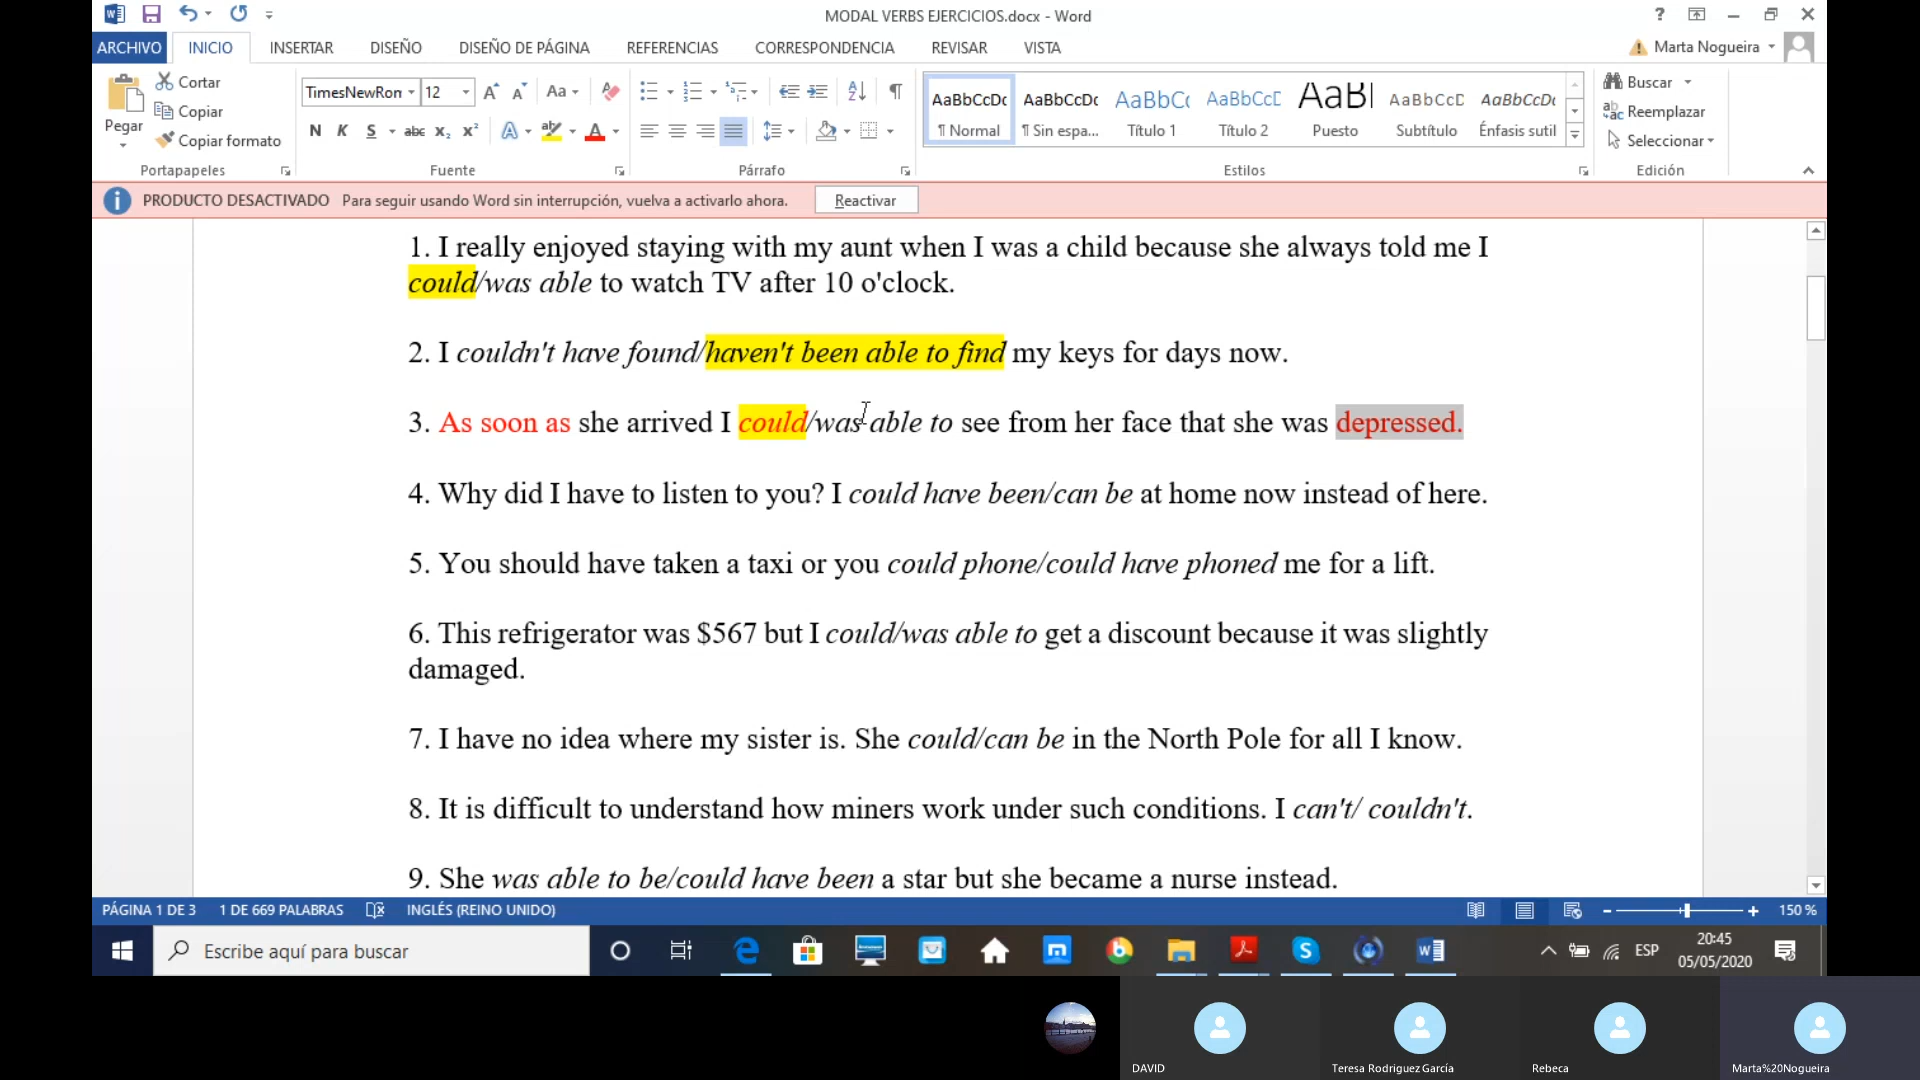 MODAL VERBS EJERCICIOS.docx - Word
ARCHIVO INICIO INSERTAR DISEÑO DISEÑO DE PÁGINA REFERENCIAS CORRESPONDENCIA REVISAR VISTA Marta Nogueira
Pegar
Cortar
Copiar
Copiar formato
Portapapeles
TimesNewRon 12 Aa
N K S abc x₂ x² A aby A
Fuente
Párrafo
AaBbCcDc AaBbCcDc AaBbCc AaBbCcD AaBl AaBbCcD AaBbCcDc
¶ Normal ¶ Sin espa... Título 1 Título 2 Puesto Subtítulo Énfasis sutil
Estilos
Buscar
Reemplazar
Seleccionar
Edición
PRODUCTO DESACTIVADO Para seguir usando Word sin interrupción, vuelva a activarlo ahora. Reactivar
1. I really enjoyed staying with my aunt when I was a child because she always told me I
could/was able to watch TV after 10 o'clock.
2. I couldn't have found/haven't been able to find my keys for days now.
3. As soon as she arrived I could/was able to see from her face that she was depressed.
4. Why did I have to listen to you? I could have been/can be at home now instead of here.
5. You should have taken a taxi or you could phone/could have phoned me for a lift.
6. This refrigerator was $567 but I could/was able to get a discount because it was slightly
damaged.
7. I have no idea where my sister is. She could/can be in the North Pole for all I know.
8. It is difficult to understand how miners work under such conditions. I can't/ couldn't.
9. She was able to be/could have been a star but she became a nurse instead.
PÁGINA 1 DE 3 1 DE 669 PALABRAS INGLÉS (REINO UNIDO) 150 %
Escribe aquí para buscar
ESP
20:45
05/05/2020
DAVID Teresa Rodriguez García Rebeca Marta%20Nogueira